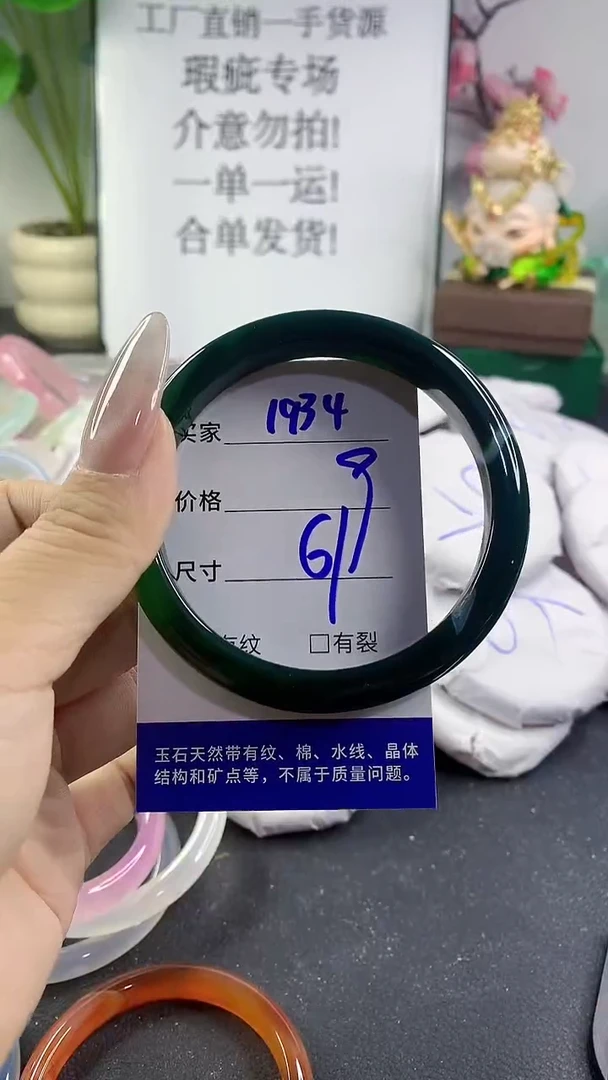 工厂直销一手货源
瑕疵专场
介意勿拍!
一单一运!
合单发货!
买家 1934
价格
尺寸 61
有纹 □有裂
玉石天然带有纹、棉、水线、晶体
结构和矿点等，不属于质量问题。